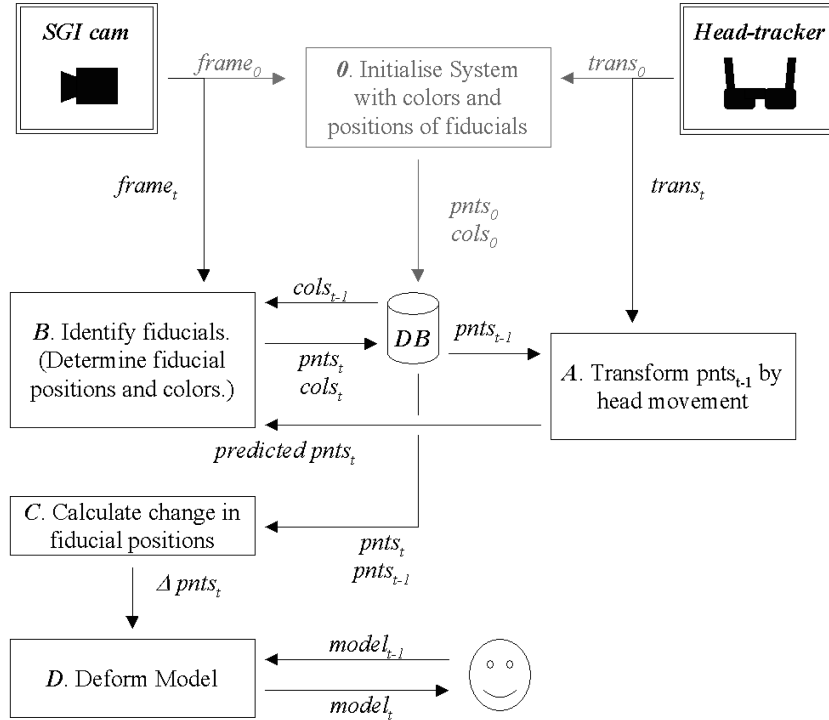 SGI cam
Head-tracker
frame₀
0. Initialise System
with colors and
positions of fiducials
trans₀
frameₜ
transₜ
pnts₀
cols₀
colsₜ₋₁
B. Identify fiducials.
(Determine fiducial
positions and colors.)
DB
pntsₜ₋₁
pntsₜ
colsₜ
A. Transform pntsₜ₋₁ by
head movement
predicted pntsₜ
C. Calculate change in
fiducial positions
pntsₜ
pntsₜ₋₁
Δ pntsₜ
D. Deform Model
modelₜ₋₁
modelₜ